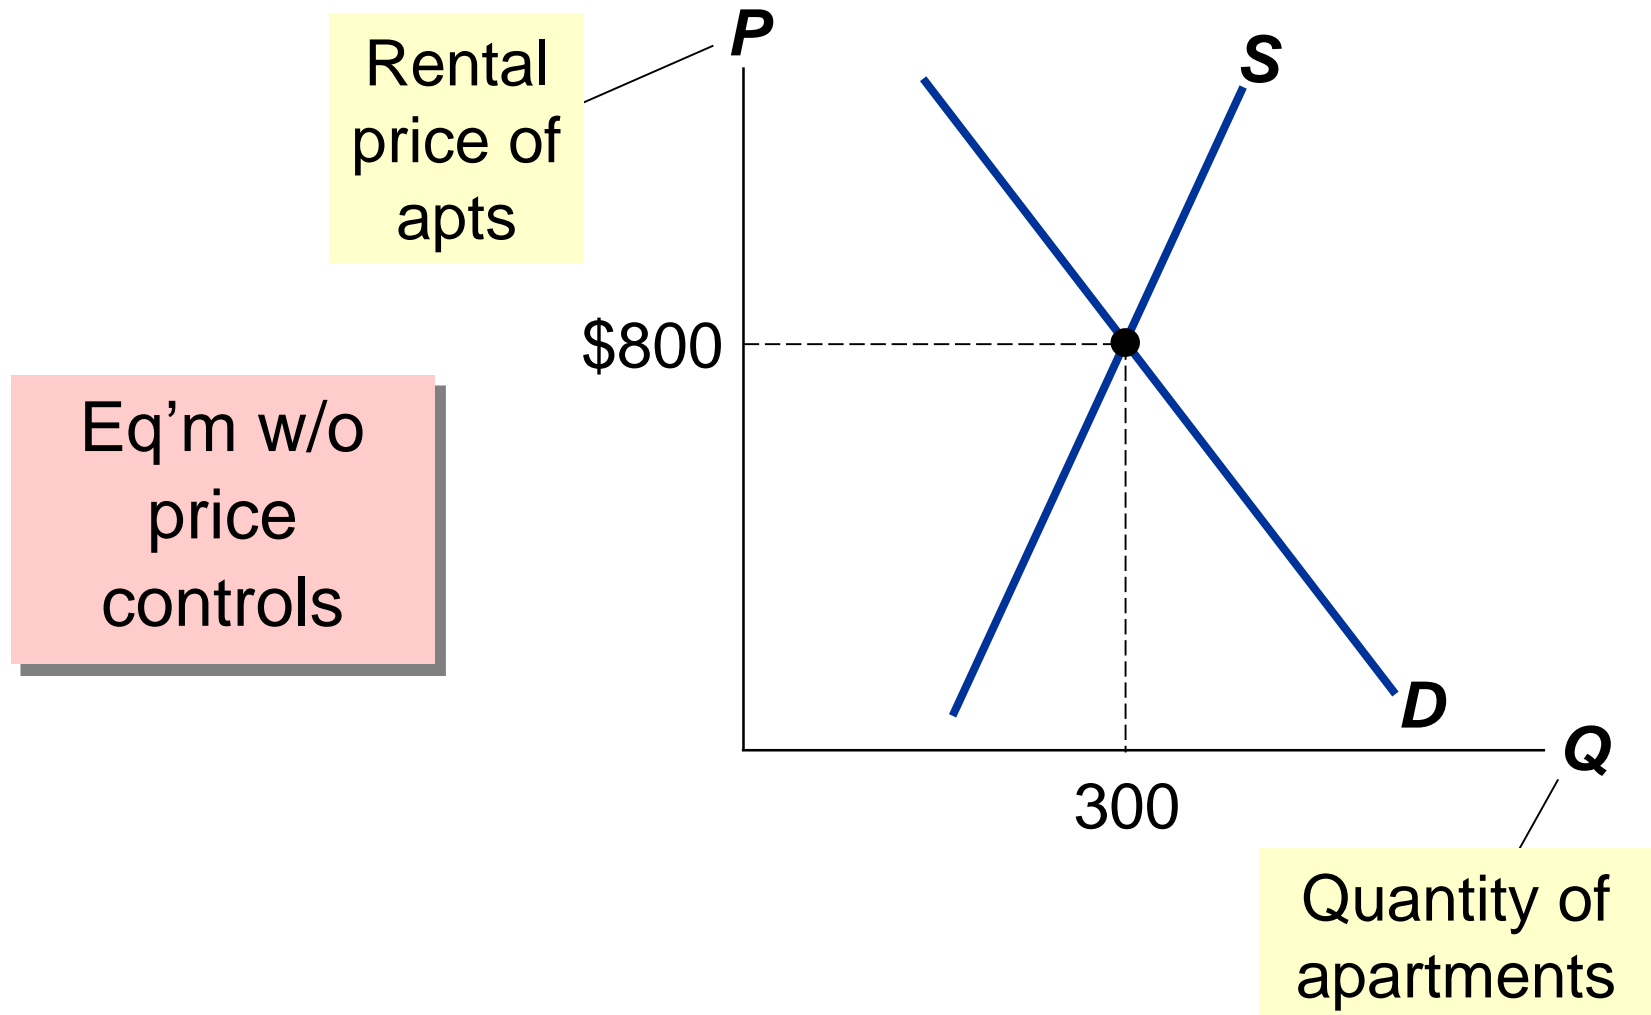 Rental
price of
apts
P
S
$800
Eq’m w/o
price
controls
D
Q
300
Quantity of
apartments